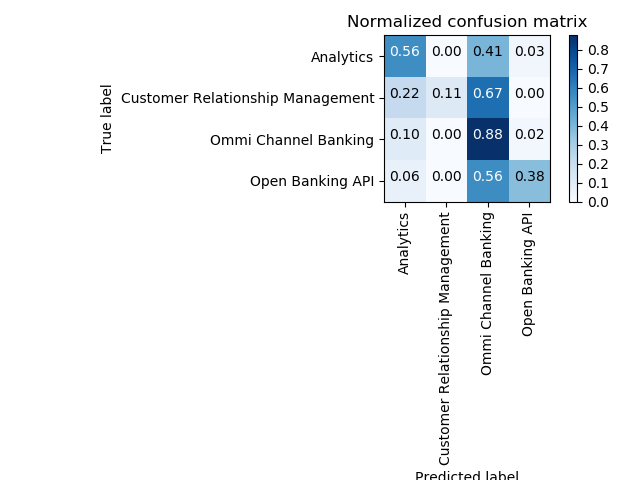 Normalized confusion matrix
True label
Analytics 0.56 0.00 0.41 0.03
Customer Relationship Management 0.22 0.11 0.67 0.00
Ommi Channel Banking 0.10 0.00 0.88 0.02
Open Banking API 0.06 0.00 0.56 0.38
Analytics
Customer Relationship Management
Ommi Channel Banking
Open Banking API
Predicted label
0.8
0.7
0.6
0.5
0.4
0.3
0.2
0.1
0.0